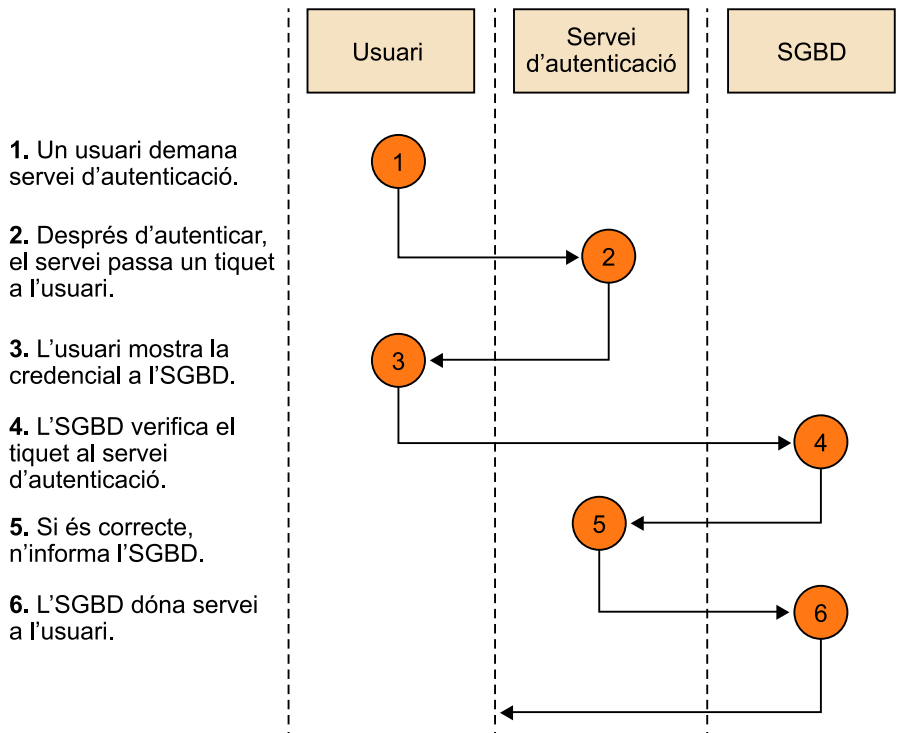 Usuari
Servei
d’autenticació
SGBD
1. Un usuari demana
servei d’autenticació.
1
2. Després d’autenticar,
el servei passa un tiquet
a l’usuari.
2
3. L’usuari mostra la
credencial a l’SGBD.
3
4. L’SGBD verifica el
tiquet al servei
d’autenticació.
4
5. Si és correcte,
n’informa l’SGBD.
5
6. L’SGBD dóna servei
a l’usuari.
6